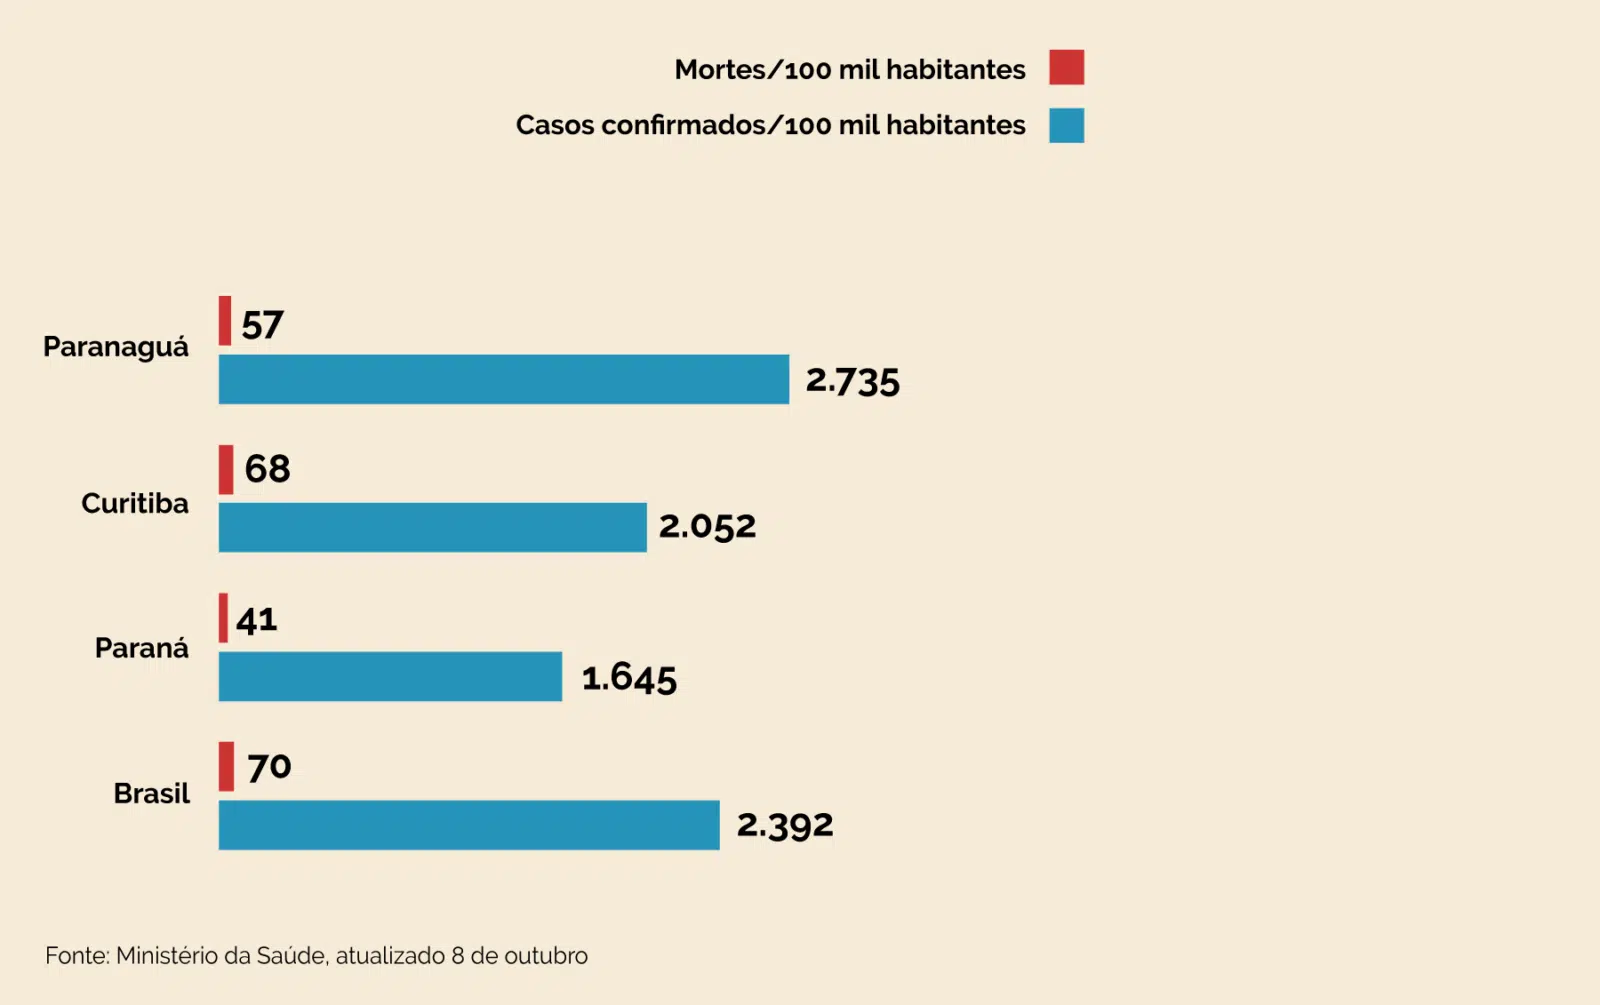 Mortes/100 mil habitantes
Casos confirmados/100 mil habitantes
Paranaguá
57
2.735
Curitiba
68
2.052
Paraná
41
1.645
Brasil
70
2.392
Fonte: Ministério da Saúde, atualizado 8 de outubro